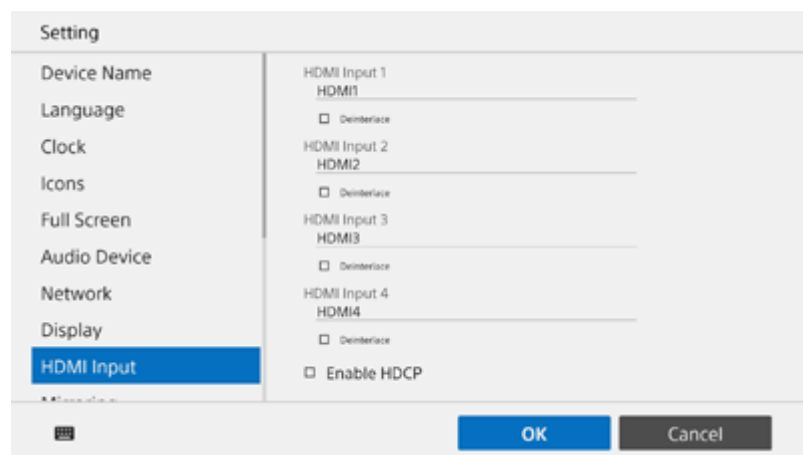 Setting
Device Name
Language
Clock
Icons
Full Screen
Audio Device
Network
Display
HDMI Input
HDMI Input 1
HDMI1
Deinterlace
HDMI Input 2
HDMI2
Deinterlace
HDMI Input 3
HDMI3
Deinterlace
HDMI Input 4
HDMI4
Deinterlace
Enable HDCP
OK
Cancel